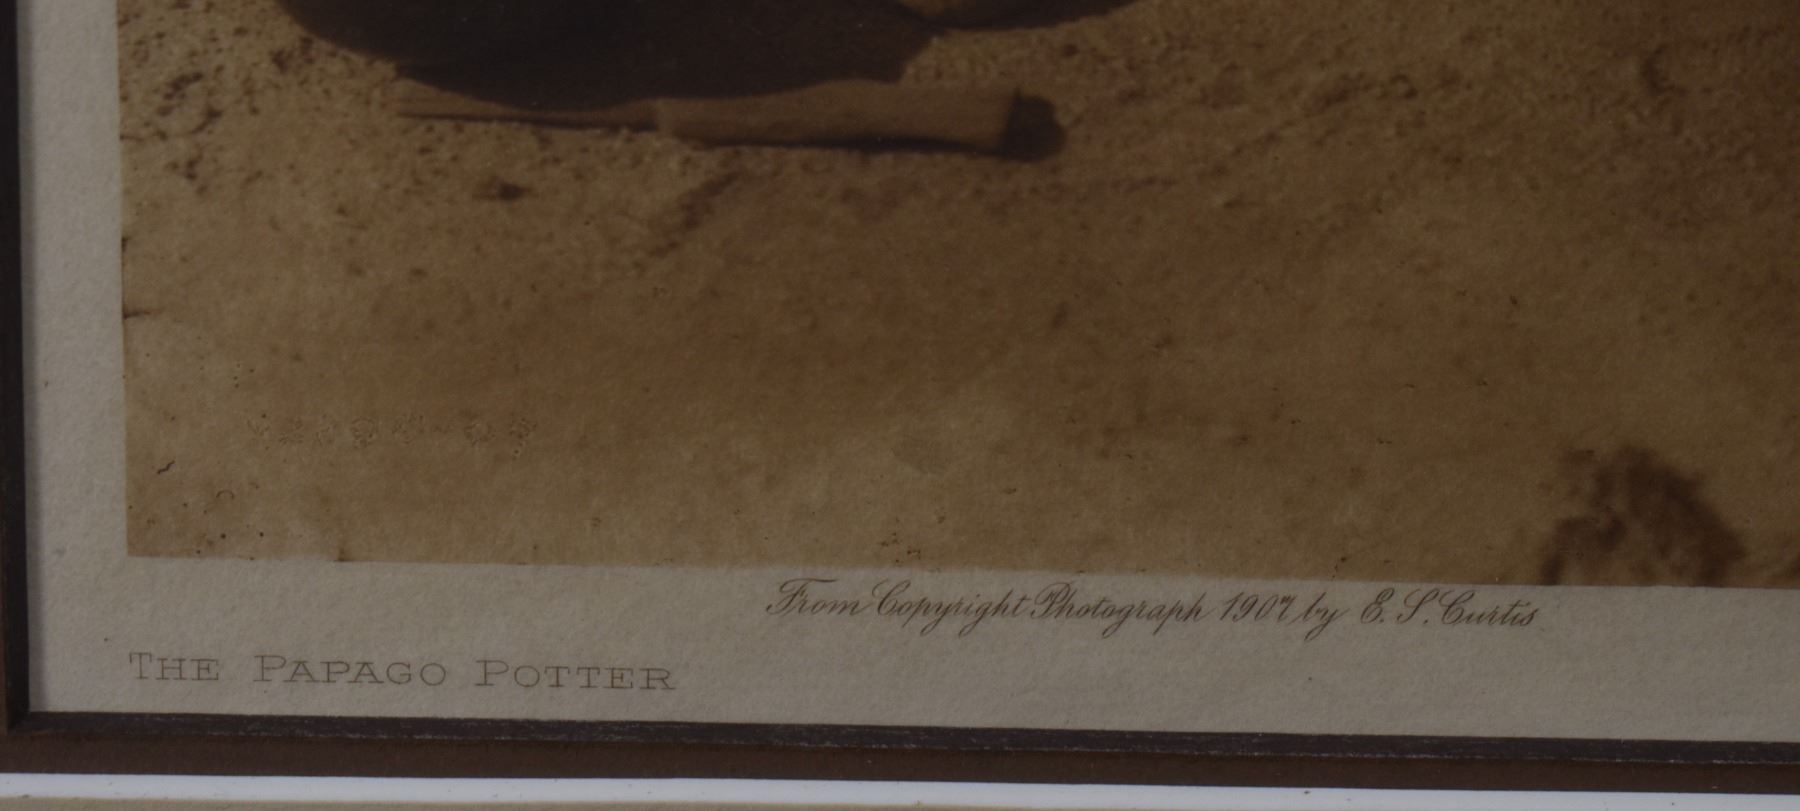 From Copyright Photograph 1907 by E. S. Curtis
THE PAPAGO POTTER